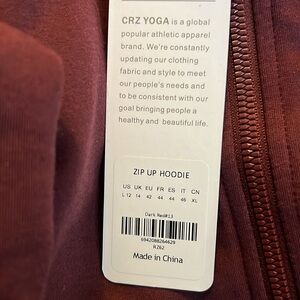 CRZ YOGA is a global
popular athletic apparel
brand. We're constantly
updating our clothing
fabric and style to meet
our people's needs and
to be consistent with our
goal bringing people a
healthy and beautiful life.
ZIP UP HOODIE
US UK EU FR ES IT CN
L 12 14 42 44 44 46 XL
Dark Red#13
6942088264629
RZ62
Made in China